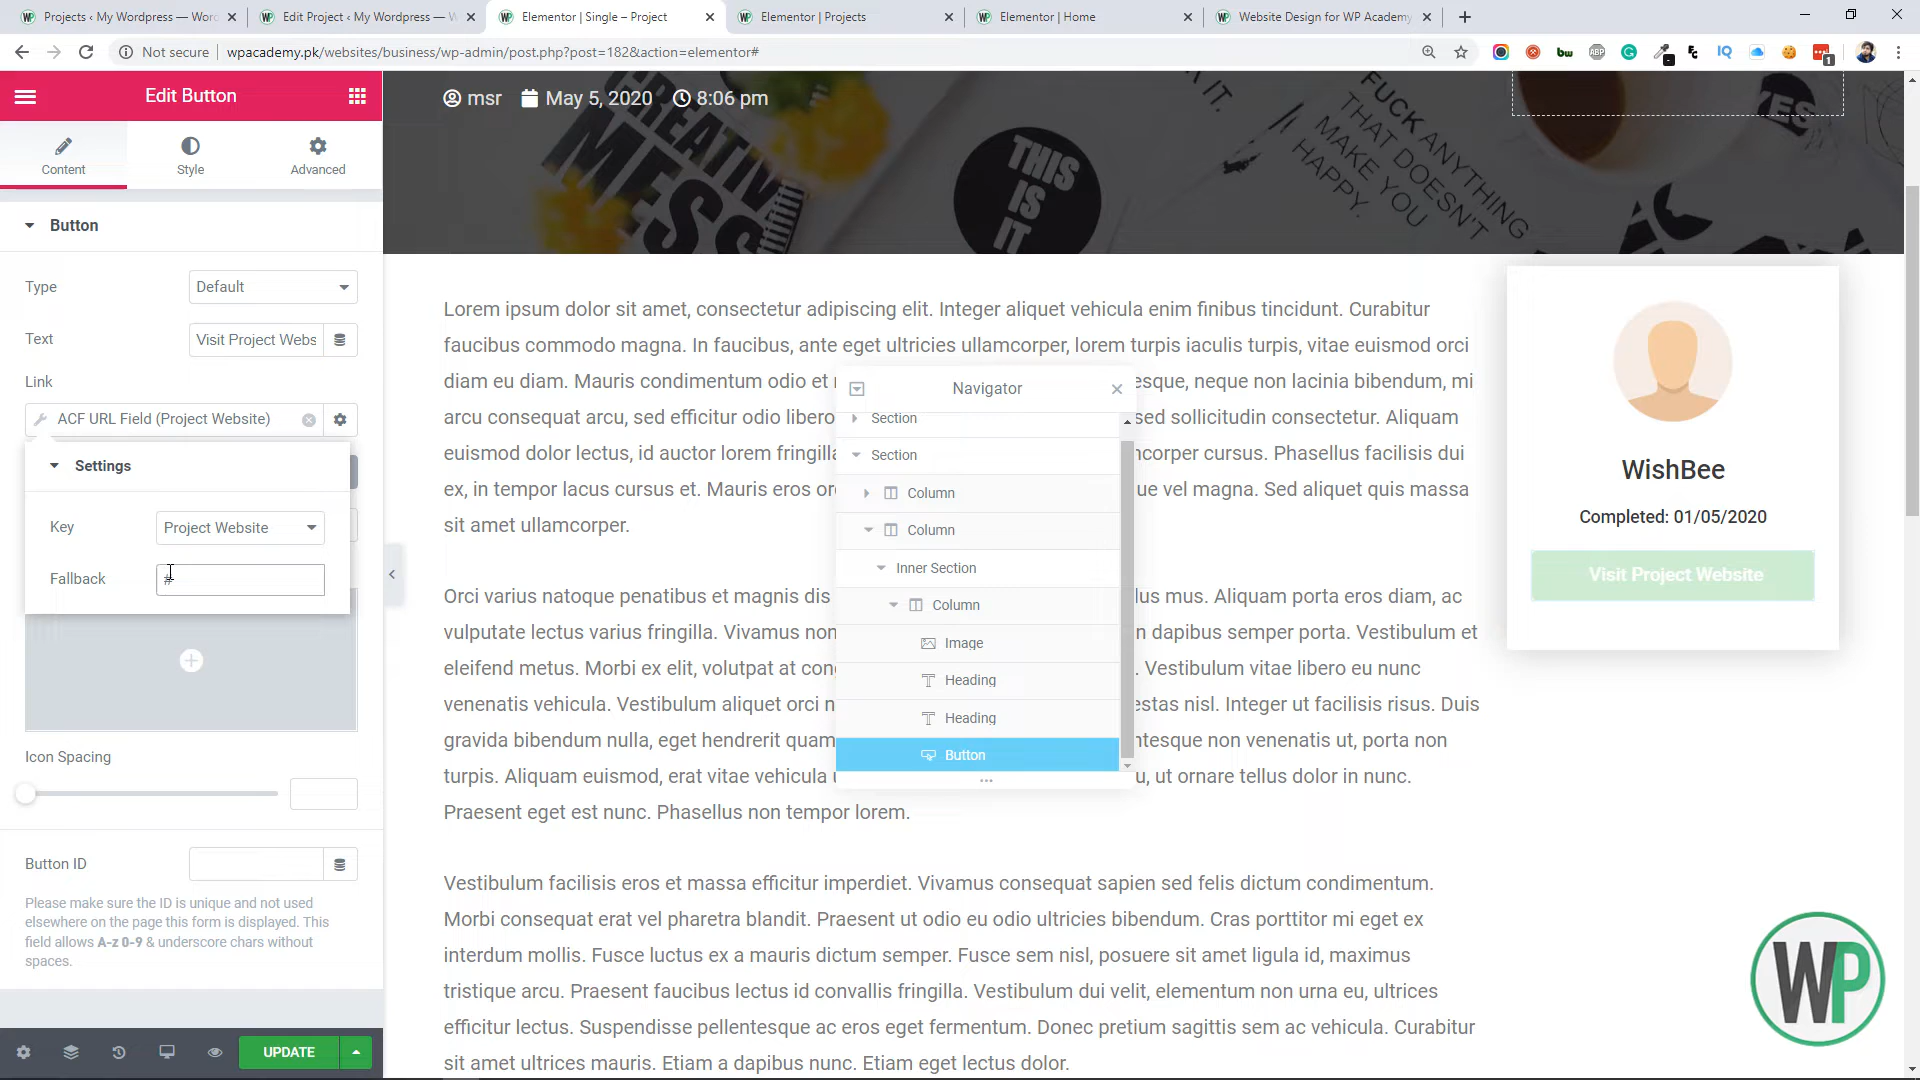 Projects ‹ My Wordpress — Wor
Edit Project ‹ My Wordpress — W
Elementor | Single – Project
Elementor | Projects
Elementor | Home
Website Design for WP Academy
Not secure
wpacademy.pk/websites/business/wp-admin/post.php?post=182&action=elementor#
Edit Button
Content
Style
Advanced
Button
Type
Default
Text
Visit Project Webs
Link
ACF URL Field (Project Website)
Settings
Key
Project Website
Fallback
#
Icon Spacing
Button ID
Please make sure the ID is unique and not used
elsewhere on the page this form is displayed. This
field allows A-z 0-9 & underscore chars without
spaces.
UPDATE
msr
May 5, 2020
8:06 pm
THIS
IS
IT
FUCK ANYTHING
THAT DOESN'T
MAKE YOU
HAPPY.
Lorem ipsum dolor sit amet, consectetur adipiscing elit. Integer aliquet vehicula enim finibus tincidunt. Curabitur
faucibus commodo magna. In faucibus, ante eget ultricies ullamcorper, lorem turpis iaculis turpis, vitae euismod orci
diam eu diam. Mauris condimentum odio et esque, neque non lacinia bibendum, mi
arcu consequat arcu, sed efficitur odio libero sed sollicitudin consectetur. Aliquam
euismod dolor lectus, id auctor lorem fringilla corper cursus. Phasellus facilisis dui
ex, in tempor lacus cursus et. Mauris eros or ue vel magna. Sed aliquet quis massa
sit amet ullamcorper.
Orci varius natoque penatibus et magnis dis lus mus. Aliquam porta eros diam, ac
vulputate lectus varius fringilla. Vivamus non n dapibus semper porta. Vestibulum et
eleifend metus. Morbi ex elit, volutpat at con . Vestibulum vitae libero eu nunc
venenatis vehicula. Vestibulum aliquet orci n estas nisl. Integer ut facilisis risus. Duis
gravida bibendum nulla, eget hendrerit quam ntesque non venenatis ut, porta non
turpis. Aliquam euismod, erat vitae vehicula u, ut ornare tellus dolor in nunc.
Praesent eget est nunc. Phasellus non tempor lorem.
Vestibulum facilisis eros et massa efficitur imperdiet. Vivamus consequat sapien sed felis dictum condimentum.
Morbi consequat erat vel pharetra blandit. Praesent ut odio eu odio ultricies bibendum. Cras porttitor mi eget ex
interdum mollis. Fusce luctus ex a mauris dictum semper. Fusce sem nisl, posuere sit amet ligula id, maximus
tristique arcu. Praesent faucibus lectus id convallis fringilla. Vestibulum dui velit, elementum non urna eu, ultrices
efficitur lectus. Suspendisse pellentesque ac eros eget fermentum. Donec pretium sagittis sem ac vehicula. Curabitur
sit amet ultrices mauris. Etiam a dapibus nunc. Etiam eget lectus dolor.
Navigator
Section
Section
Column
Column
Inner Section
Column
Image
Heading
Heading
Button
WishBee
Completed: 01/05/2020
Visit Project Website
WP